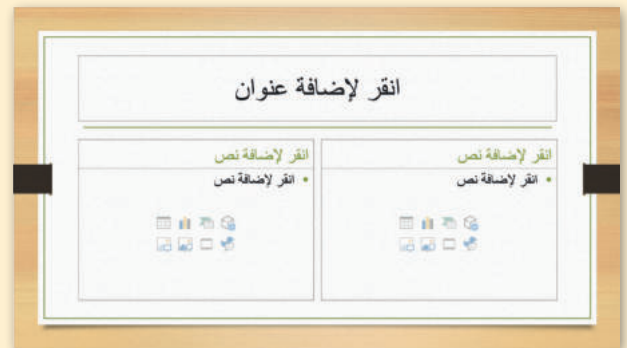 انقر لإضافة عنوان
انقر لإضافة نص
• انقر لإضافة نص
انقر لإضافة نص
• انقر لإضافة نص